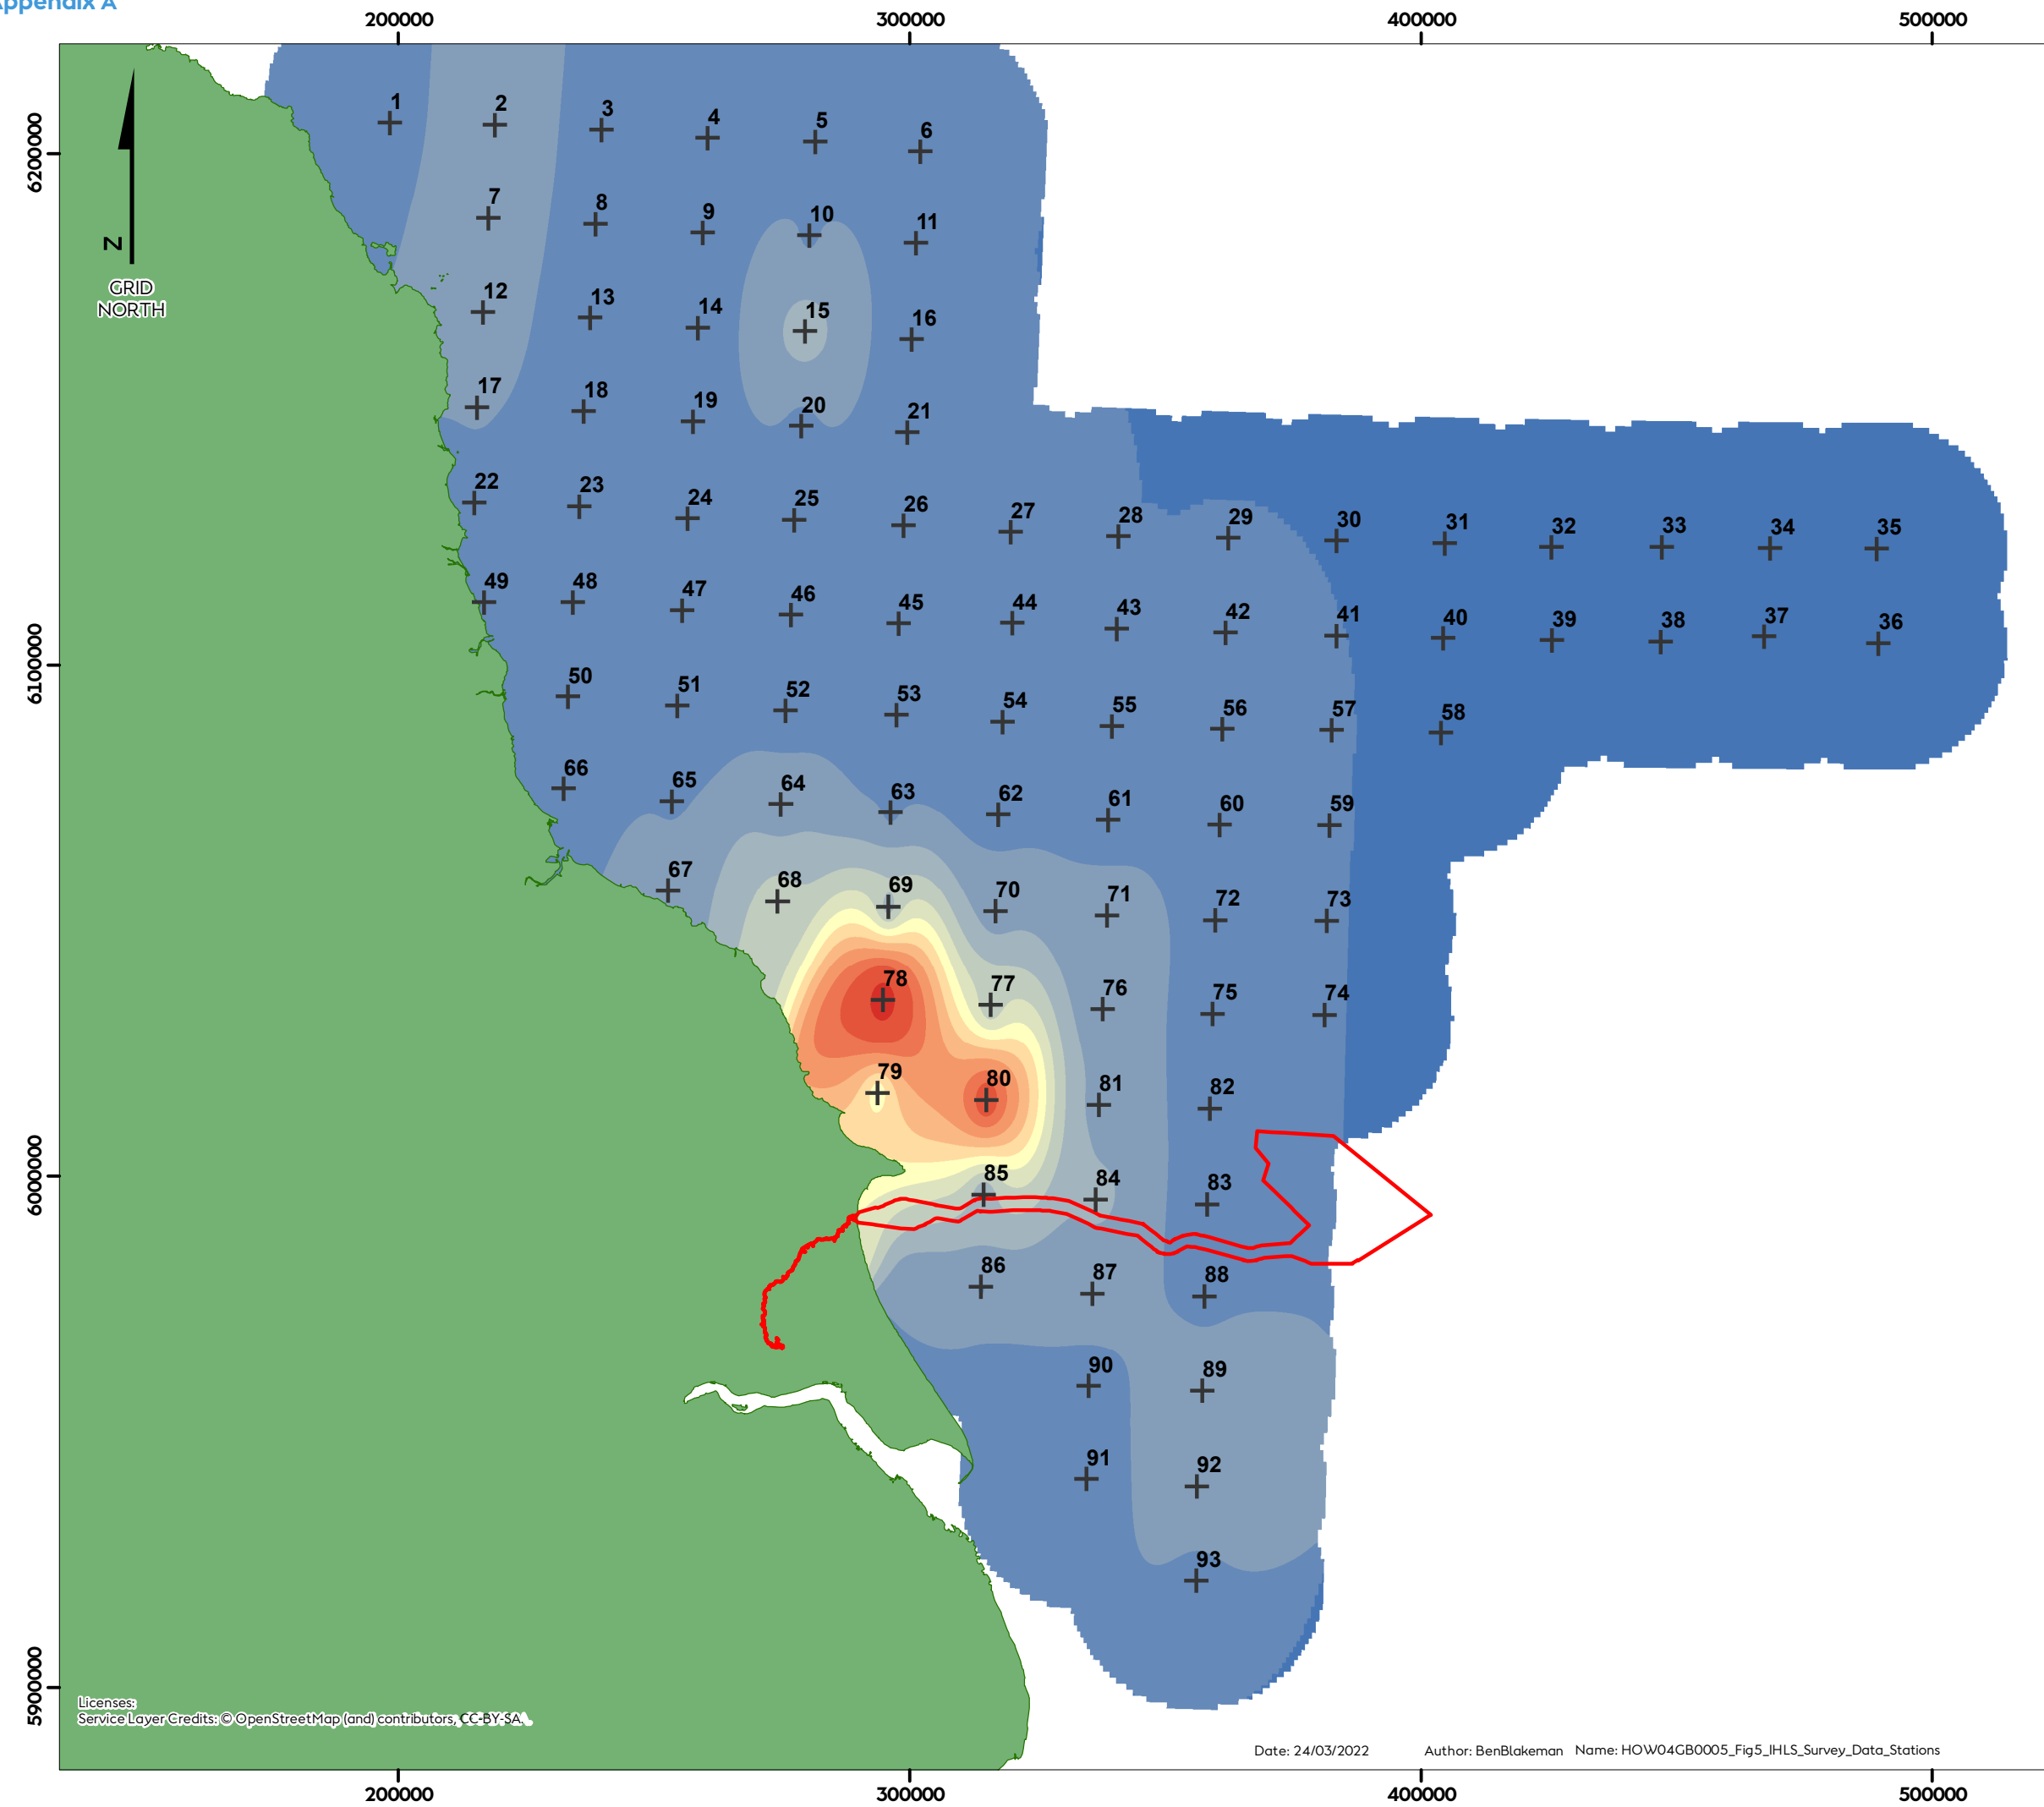 Appendix A
200000 300000 400000 500000
6200000
6100000
6000000
5900000
N
GRID
NORTH
1 2 3 4 5 6
7 8 9 10 11
12 13 14 15 16
17 18 19 20 21
22 23 24 25 26 27 28 29 30 31 32 33 34 35
49 48 47 46 45 44 43 42 41 40 39 38 37 36
50 51 52 53 54 55 56 57 58
66 65 64 63 62 61 60 59
67 68 69 70 71 72 73
78 77 76 75 74
79 80 81 82
85 84 83
86 87 88
90 89
91 92
93
Licenses:
Service Layer Credits: © OpenStreetMap (and) contributors, CC-BY-SA.
Date: 24/03/2022 Author: BenBlakeman Name: HOW04GB0005_Fig5_IHLS_Survey_Data_Stations
200000 300000 400000 500000